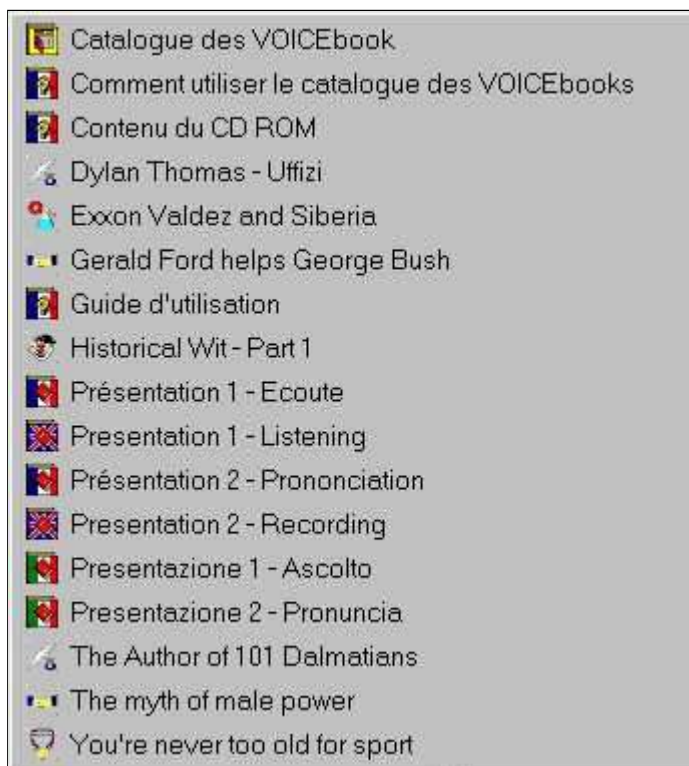 Catalogue des VOICEbook
Comment utiliser le catalogue des VOICEbooks
Contenu du CD ROM
Dylan Thomas - Uffizi
Exxon Valdez and Siberia
Gerald Ford helps George Bush
Guide d'utilisation
Historical Wit - Part 1
Présentation 1 - Ecoute
Presentation 1 - Listening
Présentation 2 - Prononciation
Presentation 2 - Recording
Presentazione 1 - Ascolto
Presentazione 2 - Pronuncia
The Author of 101 Dalmatians
The myth of male power
You're never too old for sport